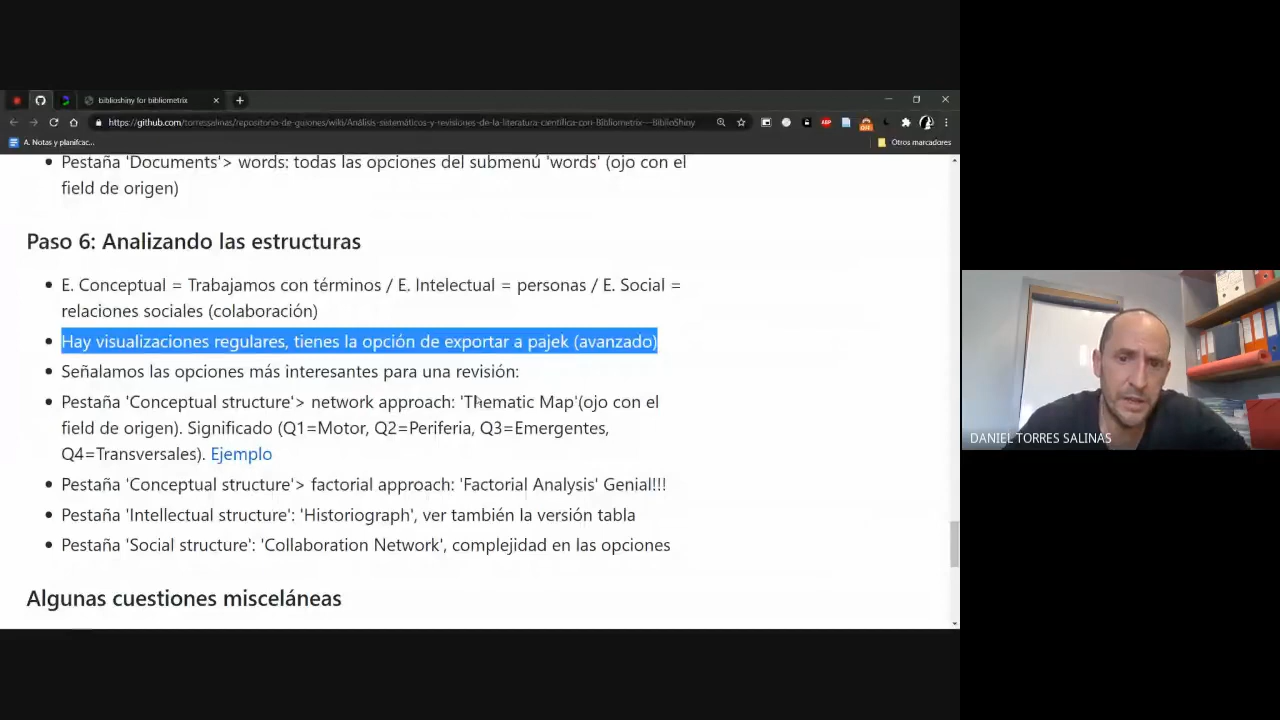 biblioshiny for bibliometrix
https://github.com/torressalinas/repositorio-de-guiones/wiki/Análisis-sistemáticos-y-revisiones-de-la-literatura-científica-con-Bibliometrix---BiblioShiny
A. Notas y planifcac...
Otros marcadores
Pestaña 'Documents'> words: todas las opciones del submenú 'words' (ojo con el
field de origen)
Paso 6: Analizando las estructuras
E. Conceptual = Trabajamos con términos / E. Intelectual = personas / E. Social =
relaciones sociales (colaboración)
Hay visualizaciones regulares, tienes la opción de exportar a pajek (avanzado)
Señalamos las opciones más interesantes para una revisión:
Pestaña 'Conceptual structure'> network approach: 'Thematic Map'(ojo con el
field de origen). Significado (Q1=Motor, Q2=Periferia, Q3=Emergentes,
Q4=Transversales). Ejemplo
Pestaña 'Conceptual structure'> factorial approach: 'Factorial Analysis' Genial!!!
Pestaña 'Intellectual structure': 'Historiograph', ver también la versión tabla
Pestaña 'Social structure': 'Collaboration Network', complejidad en las opciones
Algunas cuestiones misceláneas
DANIEL TORRES SALINAS